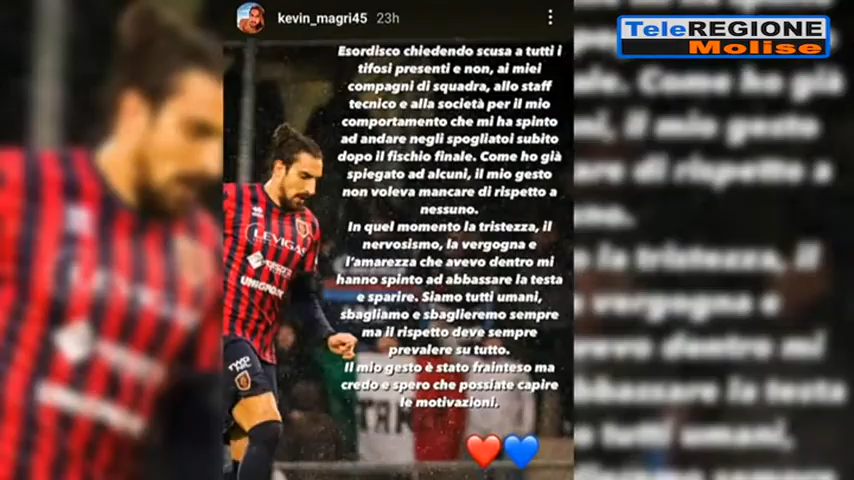 kevin_magri45 23h
TeleREGIONE
Molise
Esordisco chiedendo scusa a tutti i
tifosi presenti e non, ai miei
compagni di squadra, allo staff
tecnico e alla società per il mio
comportamento che mi ha spinto
ad andare negli spogliatoi subito
dopo il fischio finale. Come ho già
spiegato ad alcuni, il mio gesto
non voleva mancare di rispetto a
nessuno.
In quel momento la tristezza, il
nervosismo, la vergogna e
l'amarezza che avevo dentro mi
hanno spinto ad abbassare la testa
e sparire. Siamo tutti umani,
sbagliamo e sbaglieremo sempre
ma il rispetto deve sempre
prevalere su tutto.
Il mio gesto è stato frainteso ma
credo e spero che possiate capire
le motivazioni.
LEVIGAS